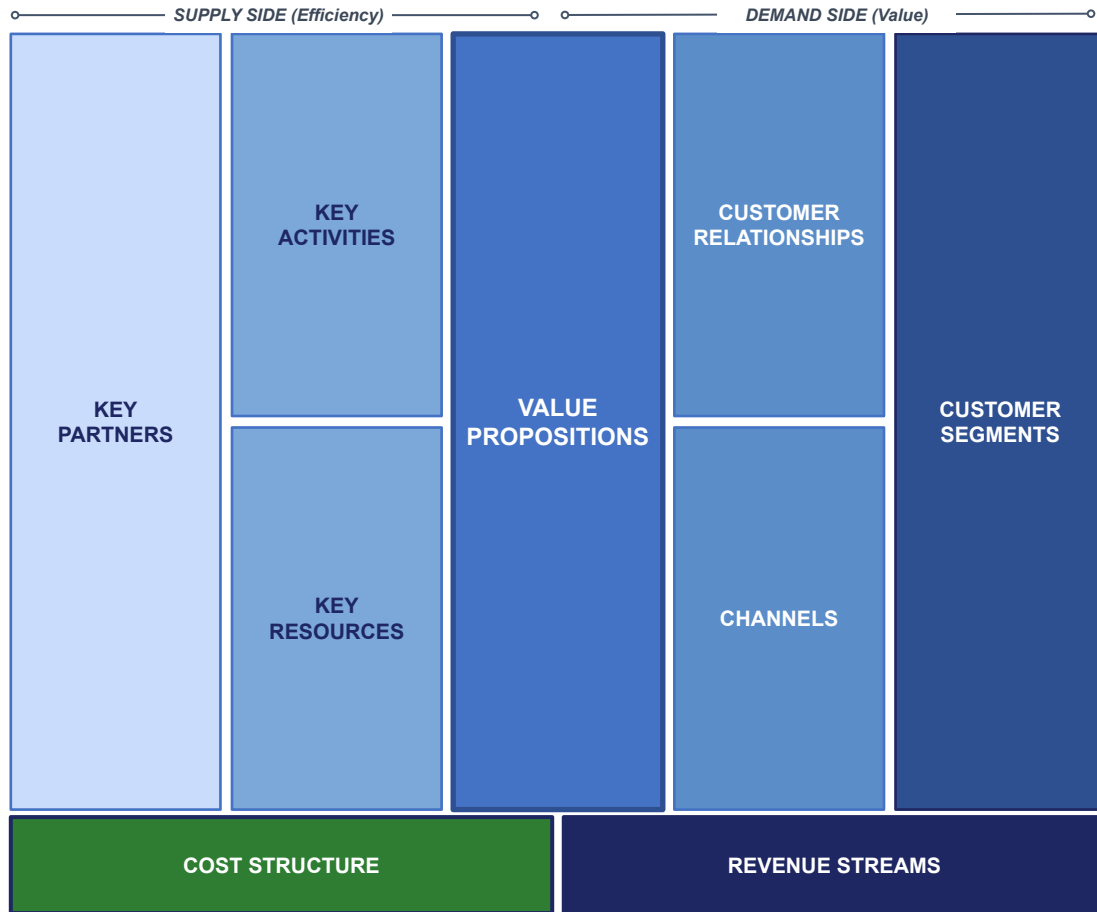 SUPPLY SIDE (Efficiency)
DEMAND SIDE (Value)
KEY
PARTNERS
KEY
ACTIVITIES
KEY
RESOURCES
VALUE
PROPOSITIONS
CUSTOMER
RELATIONSHIPS
CHANNELS
CUSTOMER
SEGMENTS
COST STRUCTURE
REVENUE STREAMS